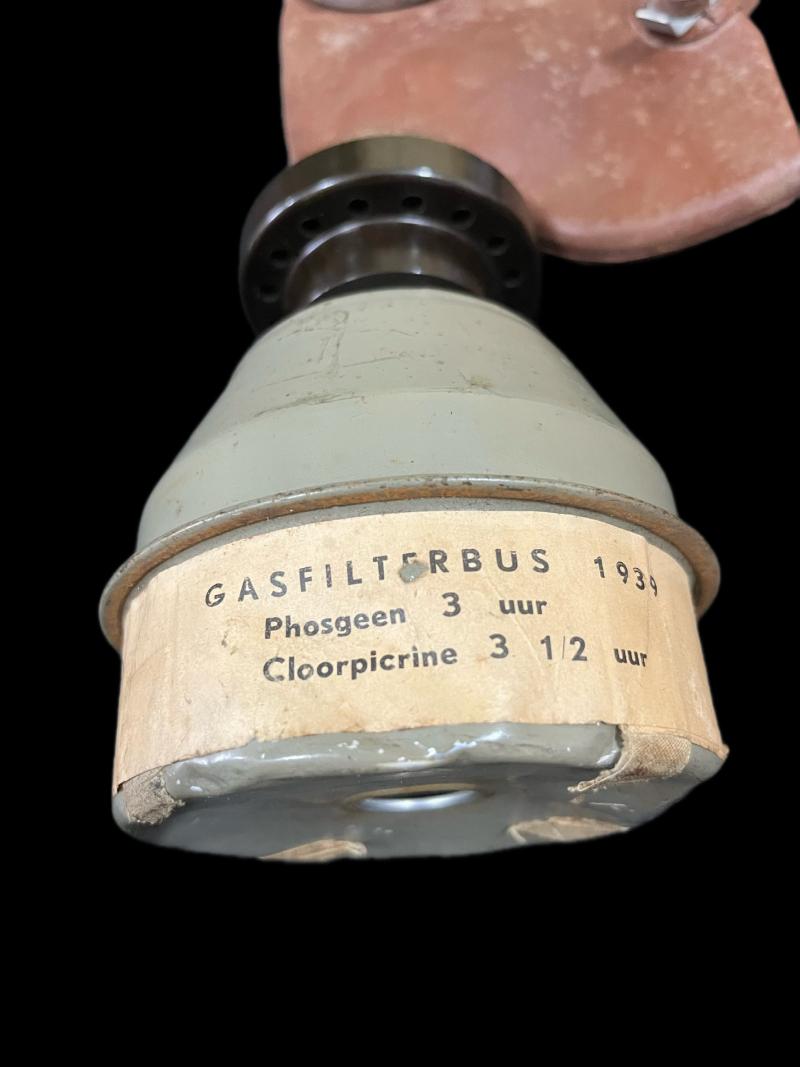 GASFILTERBUS 1939
Phosgeen 3 uur
Cloorpicrine 3 1/2 uur